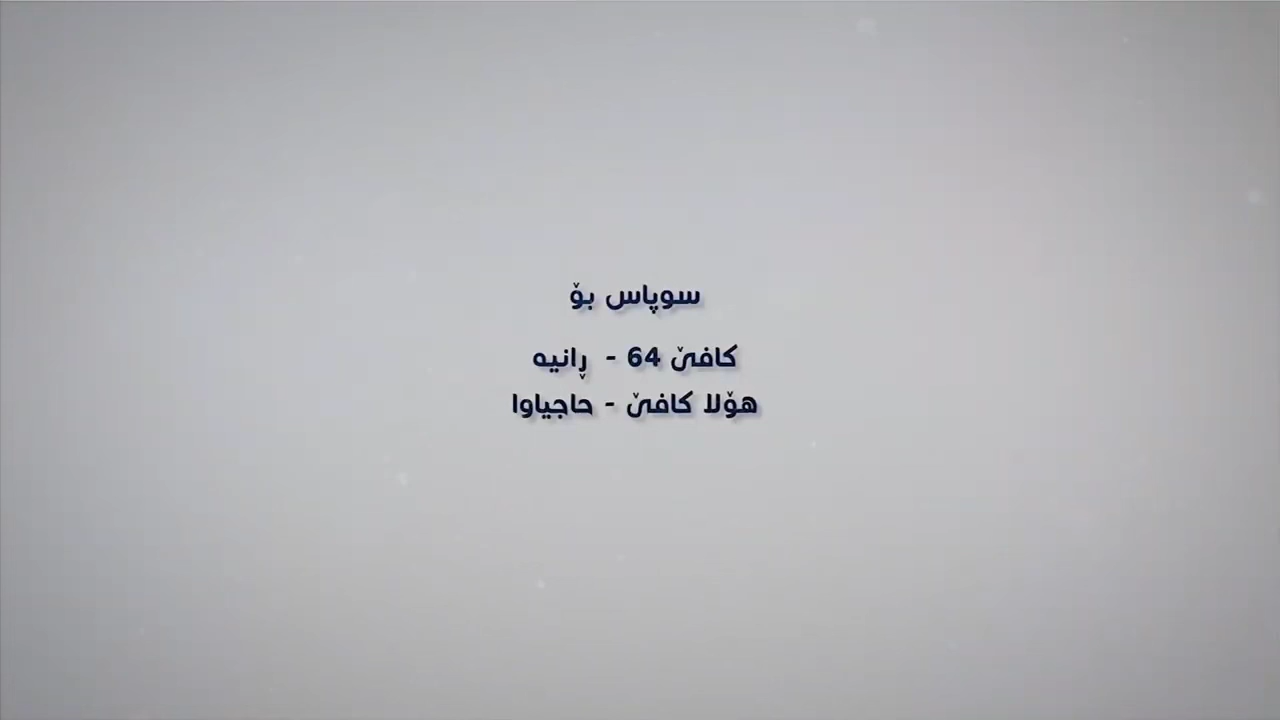 سوپاس بۆ
کافێ 64 - ڕانیە
هۆلا کافێ - حاجیاوا